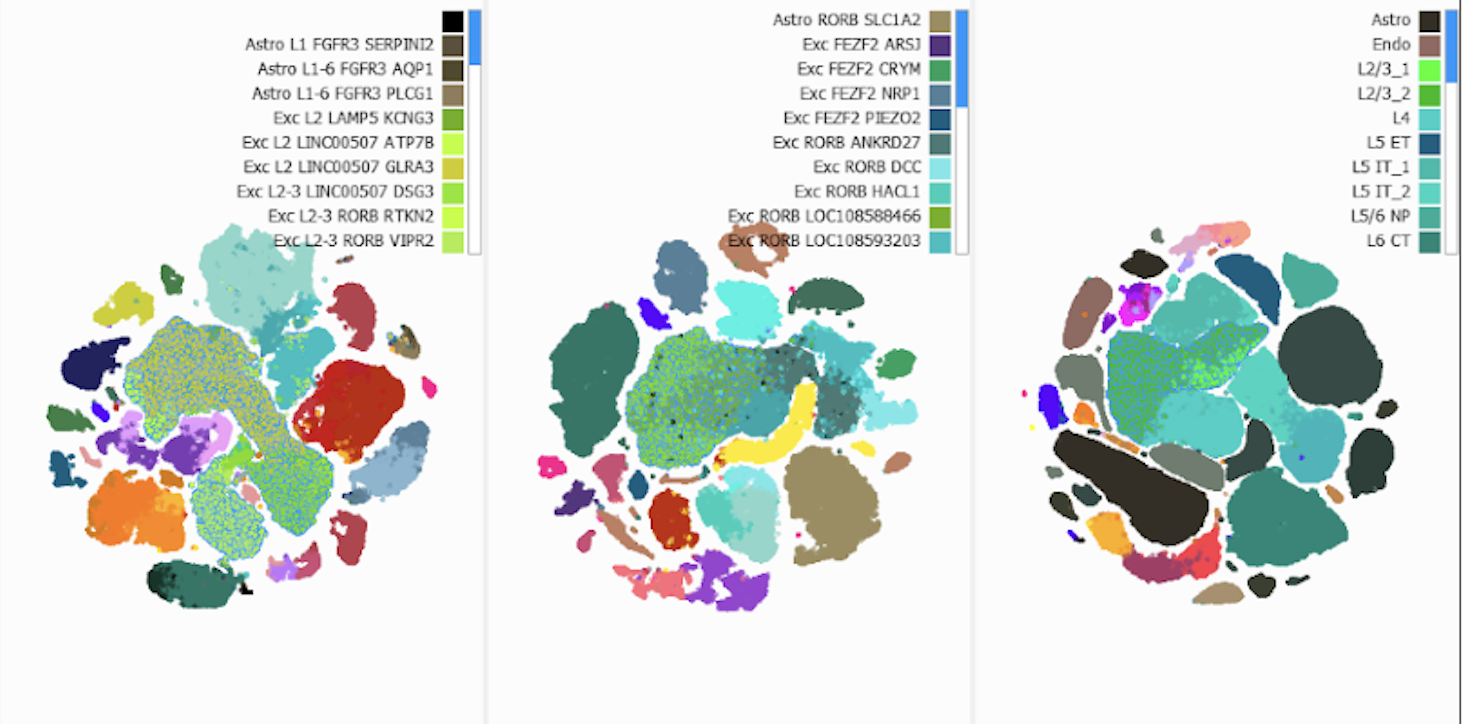 Astro L1 FGFR3 SERPINI2
Astro L1-6 FGFR3 AQP1
Astro L1-6 FGFR3 PLCG1
Exc L2 LAMP5 KCNG3
Exc L2 LINC00507 ATP7B
Exc L2 LINC00507 GLRA3
Exc L2-3 LINC00507 DSG3
Exc L2-3 RORB RTKN2
Exc L2-3 RORB VIPR2
Astro RORB SLC1A2
Exc FEZF2 ARSJ
Exc FEZF2 CRYM
Exc FEZF2 NRP1
Exc FEZF2 PIEZO2
Exc RORB ANKRD27
Exc RORB DCC
Exc RORB HACL1
Exc RORB LOC108588466
Exc RORB LOC108593203
Astro
Endo
L2/3_1
L2/3_2
L4
L5 ET
L5 IT_1
L5 IT_2
L5/6 NP
L6 CT